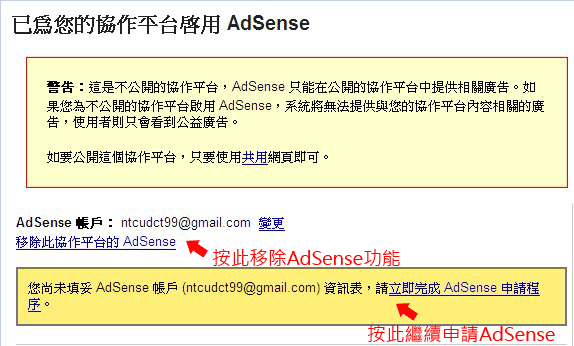 已為您的協作平台啓用 AdSense
警告：這是不公開的協作平台，AdSense 只能在公開的協作平台中提供相關廣告。如
果您為不公開的協作平台啟用 AdSense，系統將無法提供與您的協作平台內容相關的廣
告，使用者則只會看到公益廣告。
如要公開這個協作平台，只要使用共用網頁即可。
AdSense 帳戶： ntcudct99@gmail.com 變更
移除此協作平台的 AdSense
按此移除AdSense功能
您尚未填妥 AdSense 帳戶 (ntcudct99@gmail.com) 資訊表，請立即完成 AdSense 申請程
序。
按此繼續申請AdSense